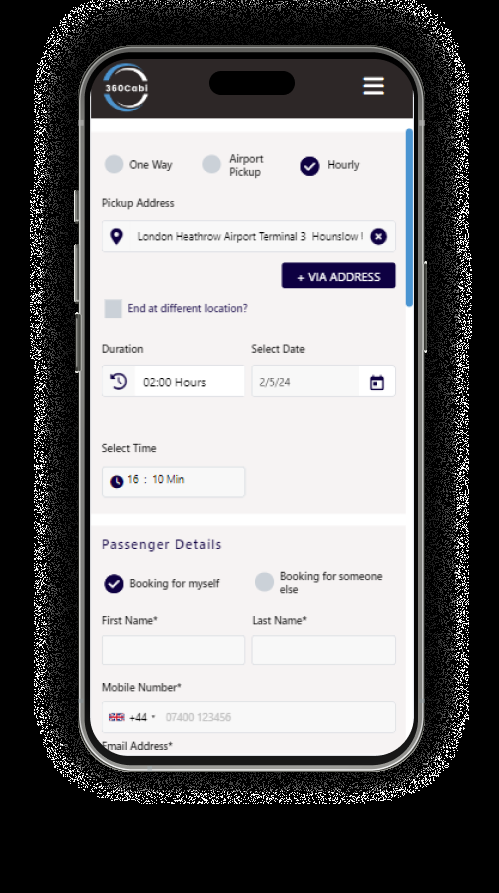 360Cabi
One Way
Airport
Pickup
Hourly
Pickup Address
London Heathrow Airport Terminal 3 Hounslow
+ VIA ADDRESS
End at different location?
Duration
Select Date
02:00 Hours
2/5/24
Select Time
16 : 10 Min
Passenger Details
Booking for myself
Booking for someone
else
First Name*
Last Name*
Mobile Number*
+44
07400 123456
Email Address*